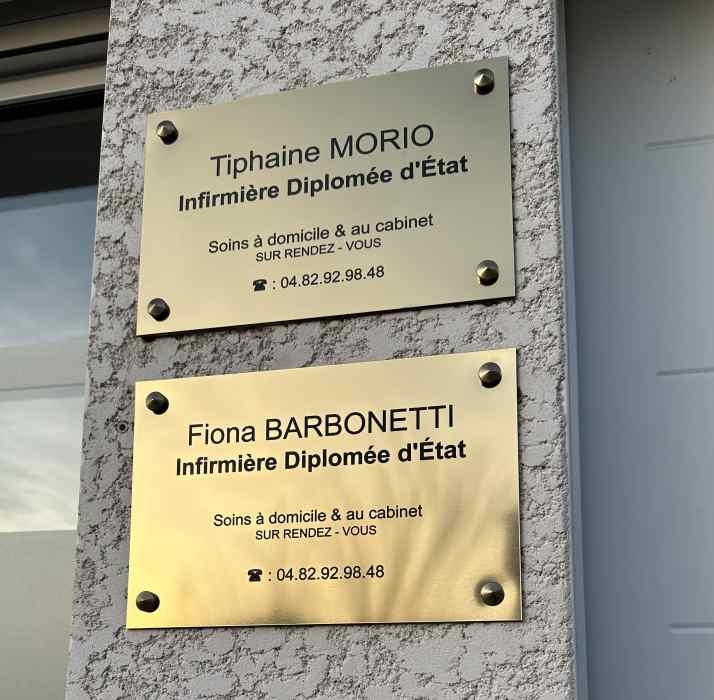 Tiphaine MORIO
Infirmière Diplomée d'État
Soins à domicile & au cabinet
SUR RENDEZ - VOUS
☎ : 04.82.92.98.48
Fiona BARBONETTI
Infirmière Diplomée d'État
Soins à domicile & au cabinet
SUR RENDEZ - VOUS
☎ : 04.82.92.98.48